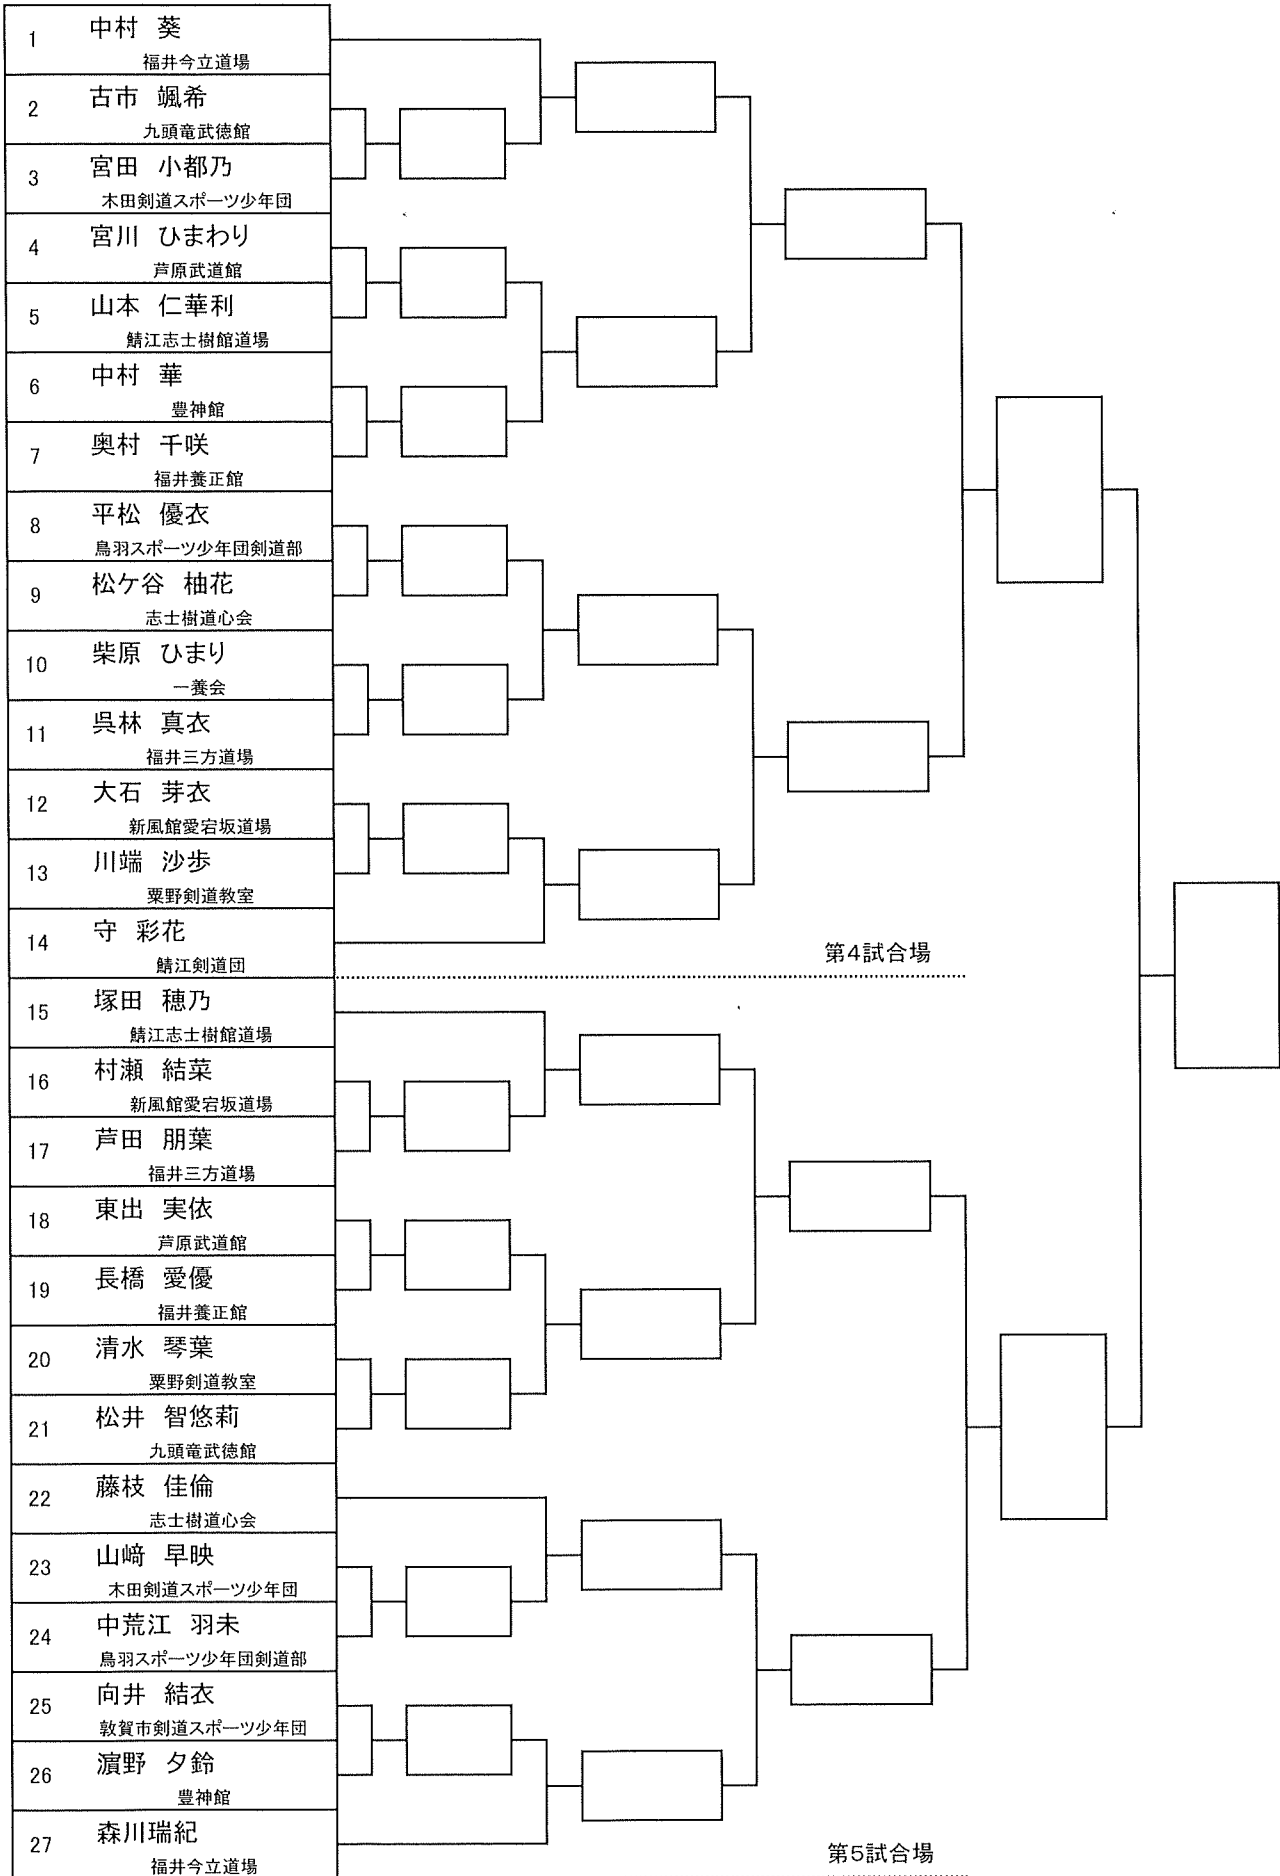 1 中村 葵
福井今立道場
2 古市 颯希
九頭竜武徳館
3 宮田 小都乃
木田剣道スポーツ少年団
4 宮川 ひまわり
芦原武道館
5 山本 仁華利
鯖江志士樹館道場
6 中村 華
豊神館
7 奥村 千咲
福井養正館
8 平松 優衣
鳥羽スポーツ少年団剣道部
9 松ケ谷 柚花
志士樹道心会
10 柴原 ひまり
一養会
11 呉林 真衣
福井三方道場
12 大石 芽衣
新風館愛宕坂道場
13 川端 沙歩
粟野剣道教室
14 守 彩花
鯖江剣道団
第4試合場
15 塚田 穂乃
鯖江志士樹館道場
16 村瀬 結菜
新風館愛宕坂道場
17 芦田 朋葉
福井三方道場
18 東出 実依
芦原武道館
19 長橋 愛優
福井養正館
20 清水 琴葉
粟野剣道教室
21 松井 智悠莉
九頭竜武徳館
22 藤枝 佳倫
志士樹道心会
23 山﨑 早映
木田剣道スポーツ少年団
24 中荒江 羽未
鳥羽スポーツ少年団剣道部
25 向井 結衣
敦賀市剣道スポーツ少年団
26 濵野 夕鈴
豊神館
27 森川瑞紀
福井今立道場
第5試合場